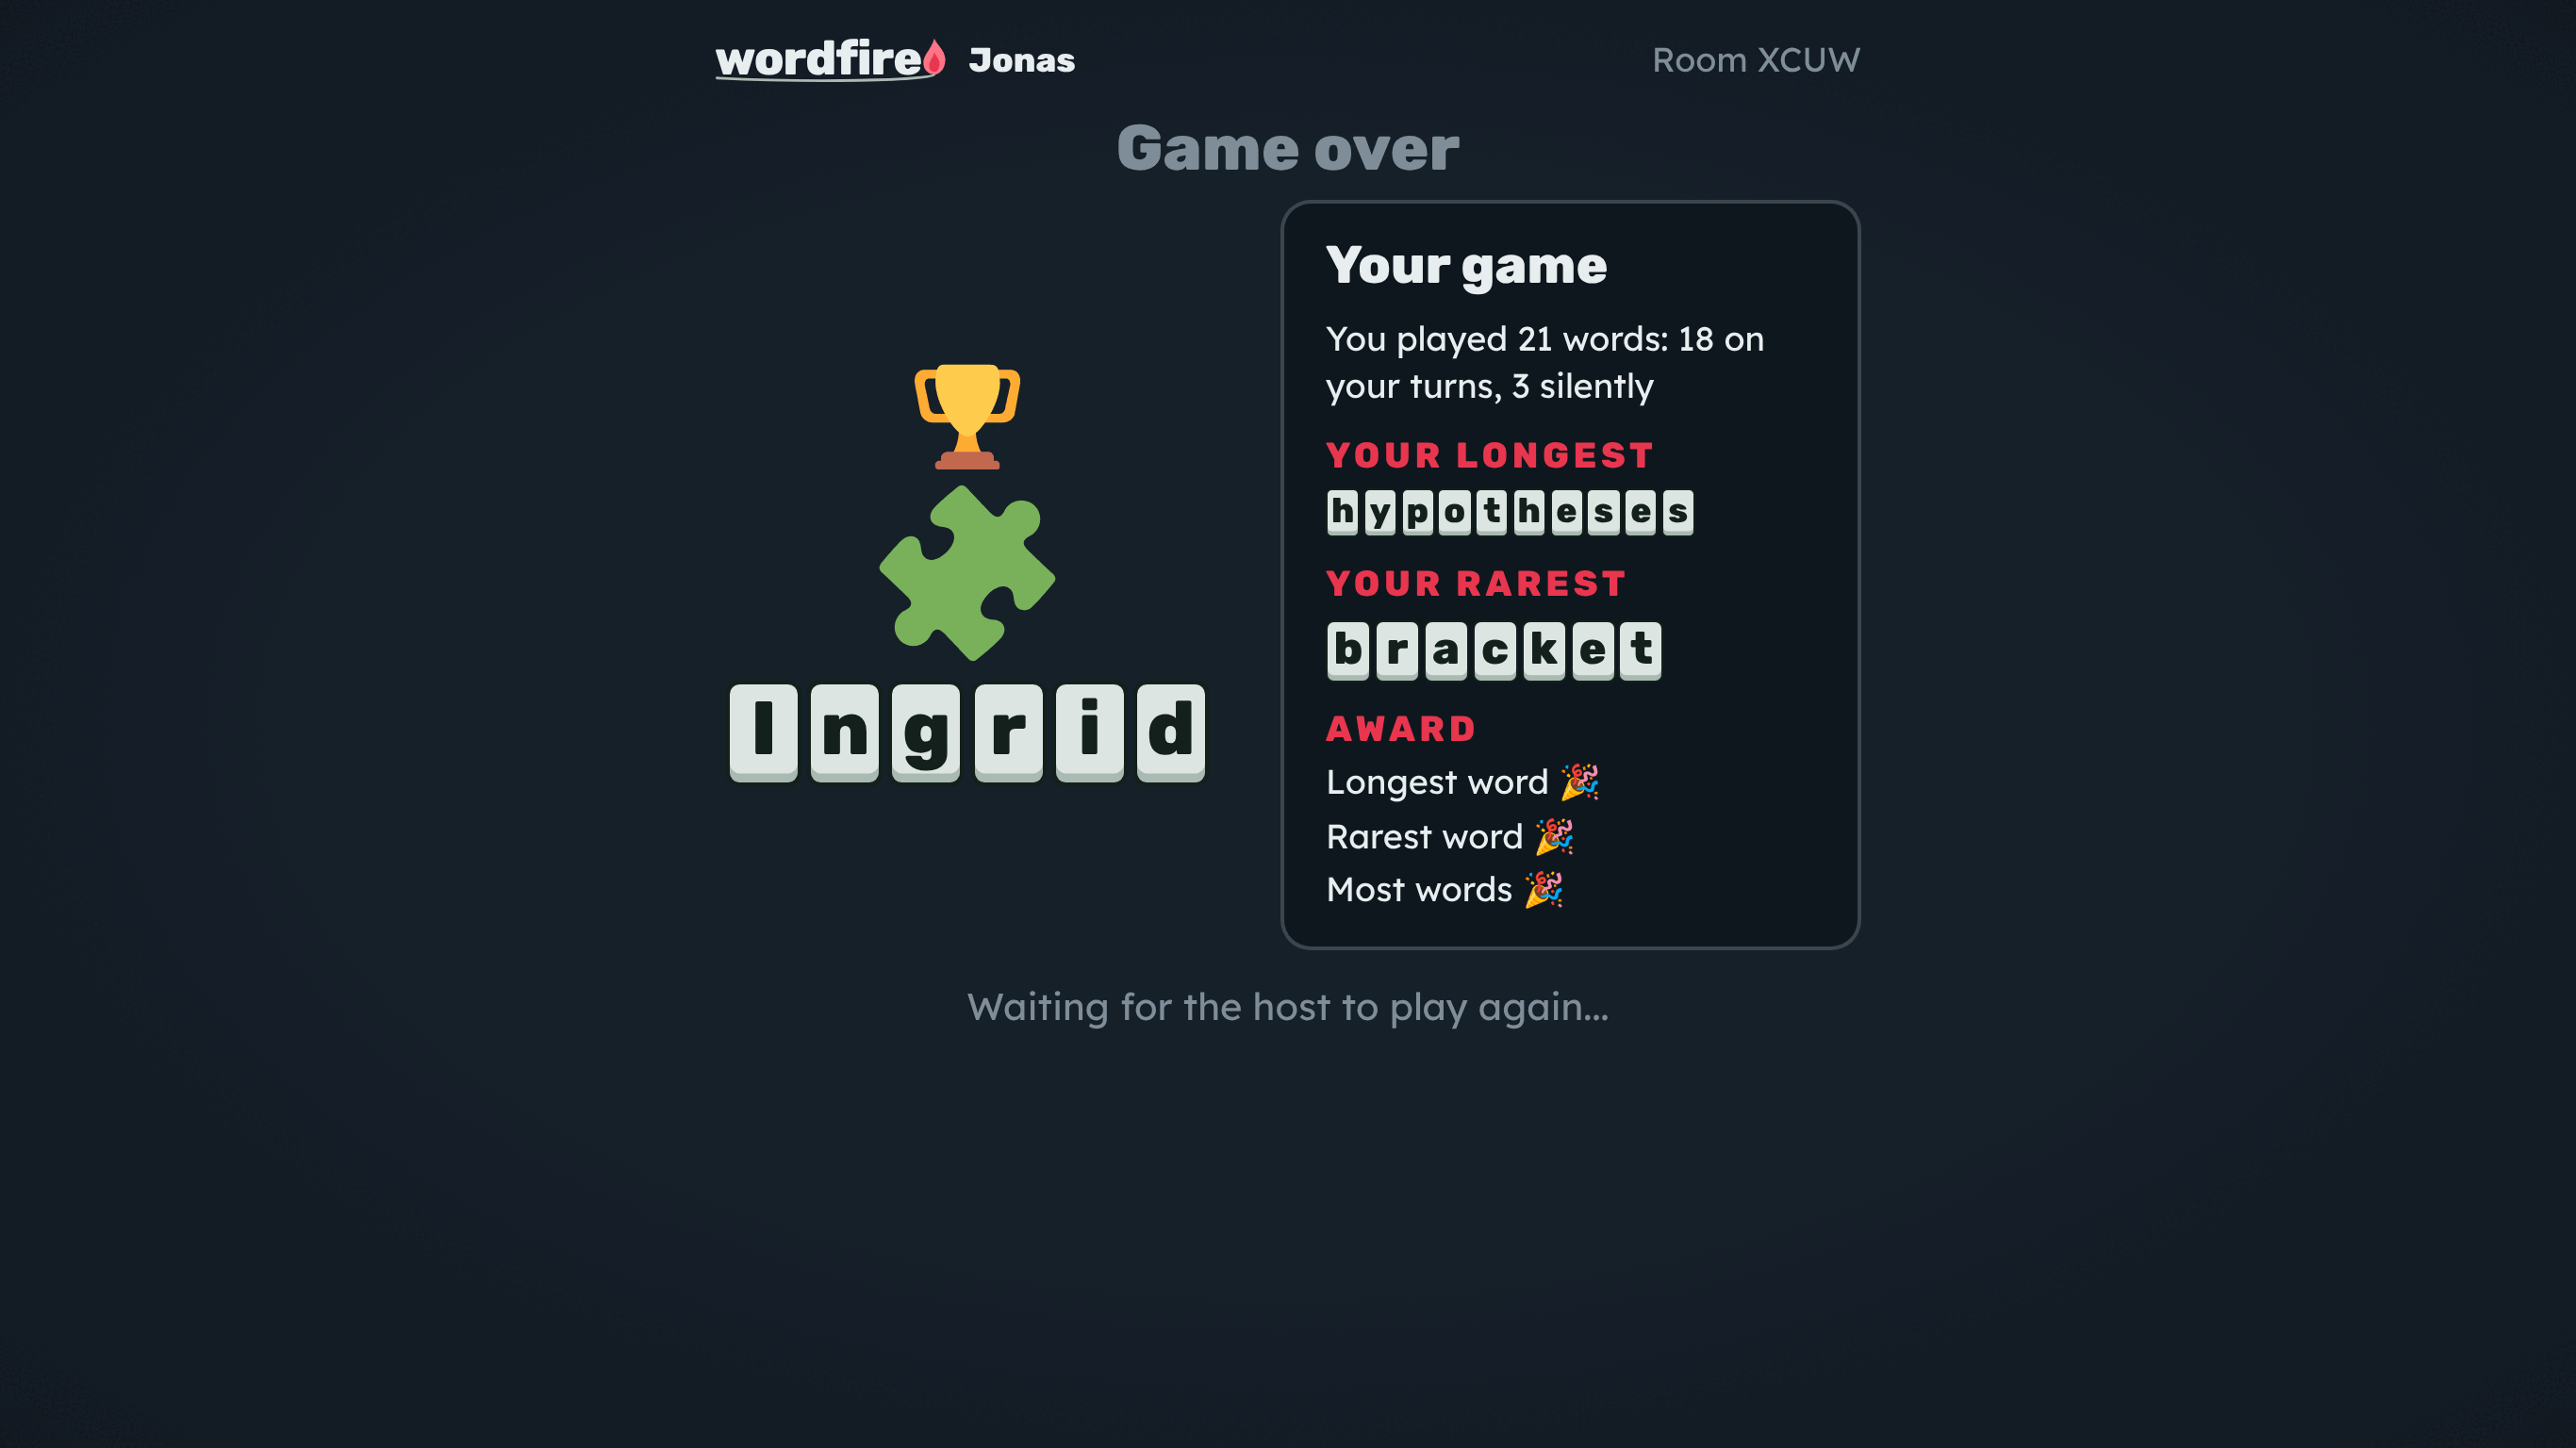 wordfire Jonas
Room XCUW
Game over
Ingrid
Your game
You played 21 words: 18 on
your turns, 3 silently
YOUR LONGEST
hypotheses
YOUR RAREST
bracket
AWARD
Longest word 🎉
Rarest word 🎉
Most words 🎉
Waiting for the host to play again...